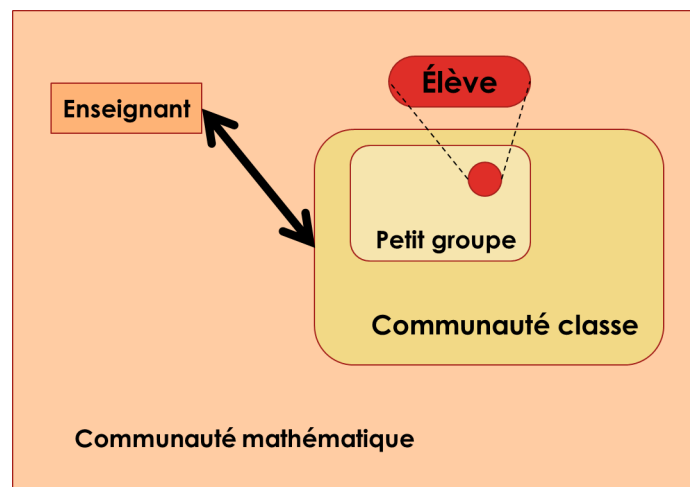 Élève
Enseignant
Petit groupe
Communauté classe
Communauté mathématique